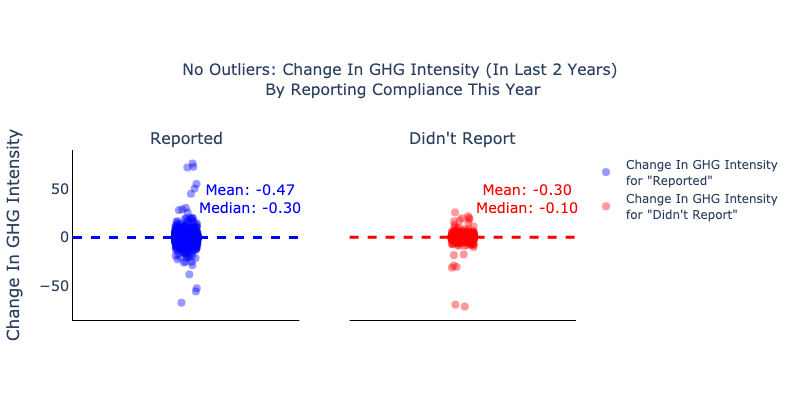 No Outliers: Change In GHG Intensity (In Last 2 Years)
By Reporting Compliance This Year
Reported
Didn't Report
Change In GHG Intensity
50
0
−50
Mean: -0.47
Median: -0.30
Mean: -0.30
Median: -0.10
Change In GHG Intensity
for "Reported"
Change In GHG Intensity
for "Didn't Report"